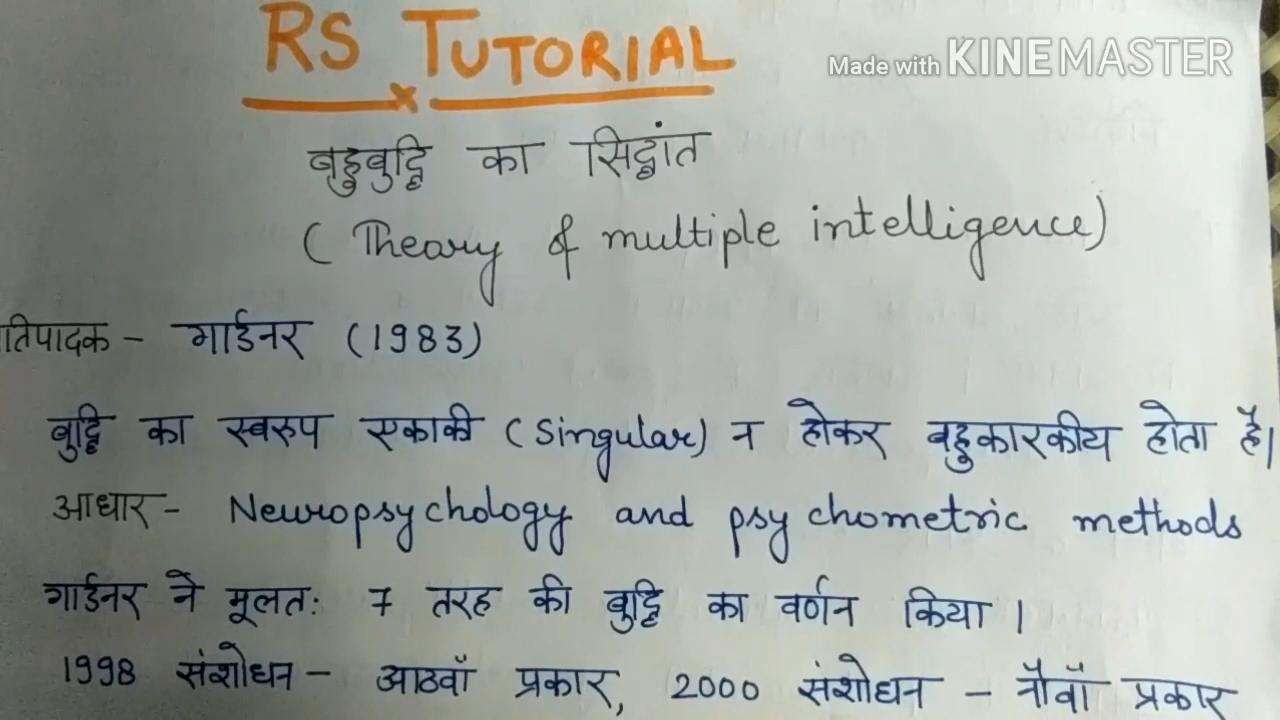 RS TUTORIAL
Made with KINEMASTER
बहुबुद्धि का सिद्धांत
( Theory of multiple intelligence)
तिपादक - गार्डनर (1983)
बुद्धि का स्वरुप एकाकी (Singular) न होकर बहुकारकीय होता है।
आधार - Neuropsychology and psychometric methods
गार्डनर ने मूलतः 7 तरह की बुद्धि का वर्णन किया ।
1998 संशोधन - आठवाँ प्रकार, 2000 संशोधन - नौवाँ प्रकार